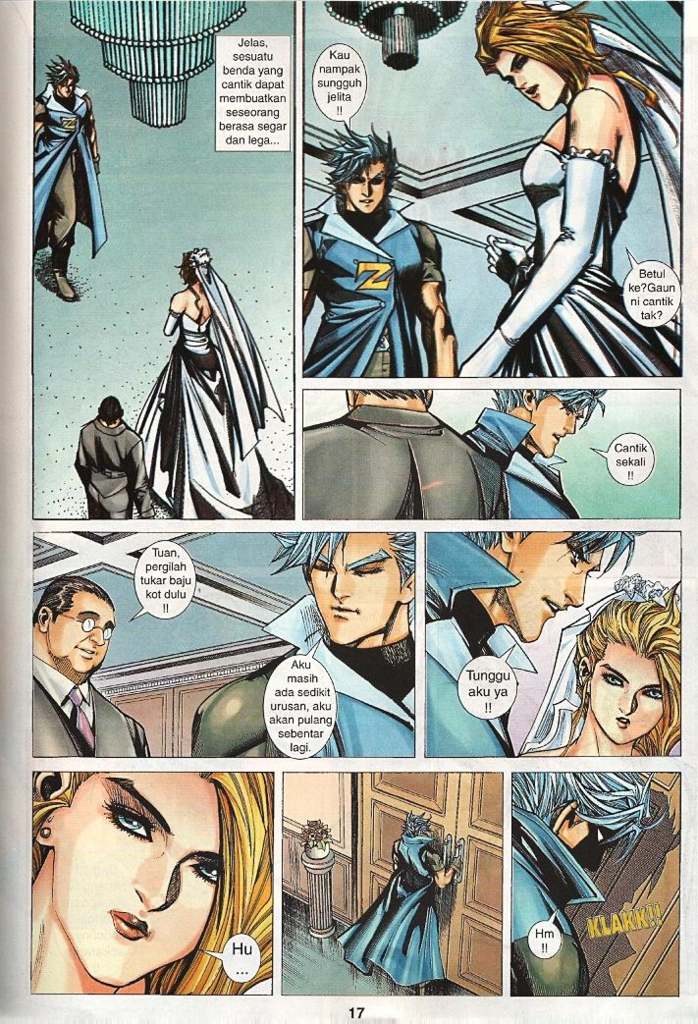 Jelas,
sesuatu
benda yang
cantik dapat
membuatkan
seseorang
berasa segar
dan lega...
Z
Kau
nampak
sungguh
jelita
!!
Z
Betul
ke?Gaun
ni cantik
tak?
Cantik
sekali
!!
Tuan,
pergilah
tukar baju
kot dulu
!!
Aku
masih
ada sedikit
urusan, aku
akan pulang
sebentar
lagi.
Tunggu
aku ya
!!
Hu
...
Hm
!!
KLAKK!!
17